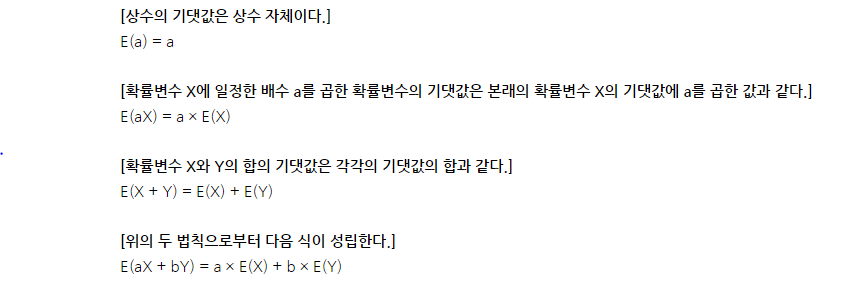 [상수의 기댓값은 상수 자체이다.]
E(a) = a
[확률변수 X에 일정한 배수 a를 곱한 확률변수의 기댓값은 본래의 확률변수 X의 기댓값에 a를 곱한 값과 같다.]
E(aX) = a × E(X)
[확률변수 X와 Y의 합의 기댓값은 각각의 기댓값의 합과 같다.]
E(X + Y) = E(X) + E(Y)
[위의 두 법칙으로부터 다음 식이 성립한다.]
E(aX + bY) = a × E(X) + b × E(Y)